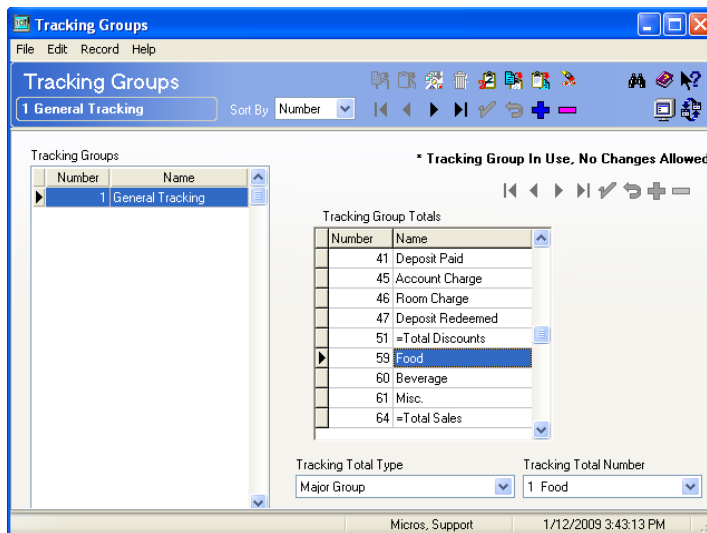 Tracking Groups
File Edit Record Help
Tracking Groups
1 General Tracking Sort By Number
Tracking Groups
* Tracking Group In Use, No Changes Allowed
Number Name
1 General Tracking
Tracking Group Totals
Number Name
41 Deposit Paid
45 Account Charge
46 Room Charge
47 Deposit Redeemed
51 =Total Discounts
59 Food
60 Beverage
61 Misc.
64 =Total Sales
Tracking Total Type Tracking Total Number
Major Group 1 Food
Micros, Support 1/12/2009 3:43:13 PM